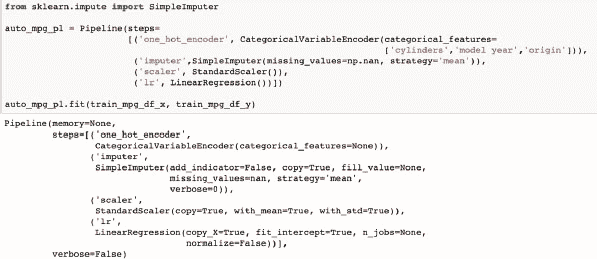 from sklearn.impute import SimpleImputer
auto_mpg_pl = Pipeline(steps=
[('one_hot_encoder', CategoricalVariableEncoder(categorical_features=
['cylinders','model year','origin'])),
('imputer',SimpleImputer(missing_values=np.nan, strategy='mean')),
('scaler', StandardScaler()),
('lr', LinearRegression())])
auto_mpg_pl.fit(train_mpg_df_x, train_mpg_df_y)
Pipeline(memory=None,
steps=[('one_hot_encoder',
CategoricalVariableEncoder(categorical_features=None)),
('imputer',
SimpleImputer(add_indicator=False, copy=True, fill_value=None,
missing_values=nan, strategy='mean',
verbose=0)),
('scaler',
StandardScaler(copy=True, with_mean=True, with_std=True)),
('lr',
LinearRegression(copy_X=True, fit_intercept=True, n_jobs=None,
normalize=False))],
verbose=False)